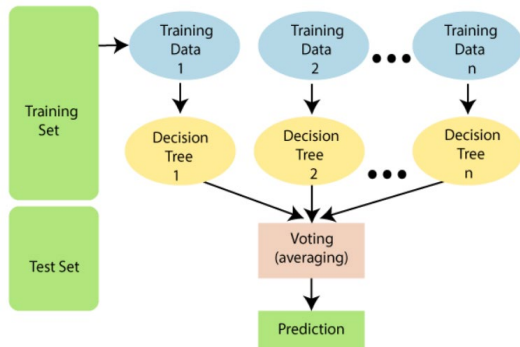 Training
Set
Test Set
Training
Data
1
Training
Data
2
Training
Data
n
Decision
Tree
1
Decision
Tree
2
Decision
Tree
n
Voting
(averaging)
Prediction